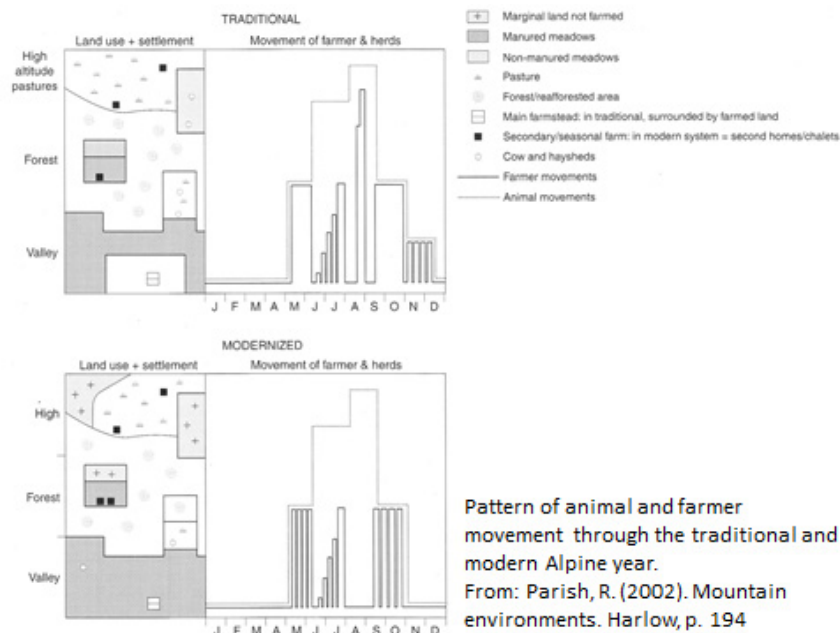 TRADITIONAL
Land use + settlement
Movement of farmer & herds
High
altitude
pastures
Forest
Valley
J F M A M J J A S O N D
Marginal land not farmed
Manured meadows
Non-manured meadows
Pasture
Forest/reafforested area
Main farmstead: in traditional, surrounded by farmed land
Secondary/seasonal farm: in modern system = second homes/chalets
Cow and haysheds
Farmer movements
Animal movements
MODERNIZED
Land use + settlement
Movement of farmer & herds
High
Forest
Valley
J F M A M J J A S O N D
Pattern of animal and farmer
movement through the traditional and
modern Alpine year.
From: Parish, R. (2002). Mountain
environments. Harlow, p. 194